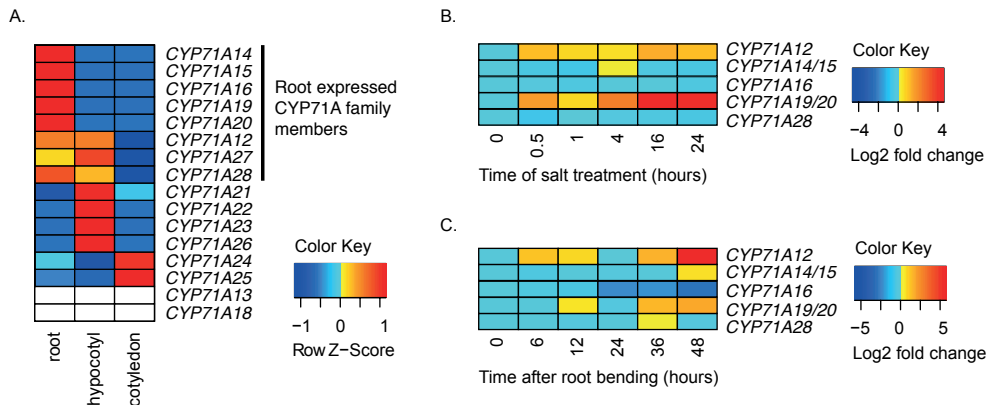 A.
CYP71A14
CYP71A15
CYP71A16
CYP71A19
CYP71A20
CYP71A12
CYP71A27
CYP71A28
CYP71A21
CYP71A22
CYP71A23
CYP71A26
CYP71A24
CYP71A25
CYP71A13
CYP71A18
Root expressed
CYP71A family
members
root
hypocotyl
cotyledon
Color Key
−1 0 1
Row Z−Score
B.
CYP71A12
CYP71A14/15
CYP71A16
CYP71A19/20
CYP71A28
0 0.5 1 4 16 24
Time of salt treatment (hours)
Color Key
−4 0 4
Log2 fold change
C.
CYP71A12
CYP71A14/15
CYP71A16
CYP71A19/20
CYP71A28
0 6 12 24 36 48
Time after root bending (hours)
Color Key
−5 0 5
Log2 fold change